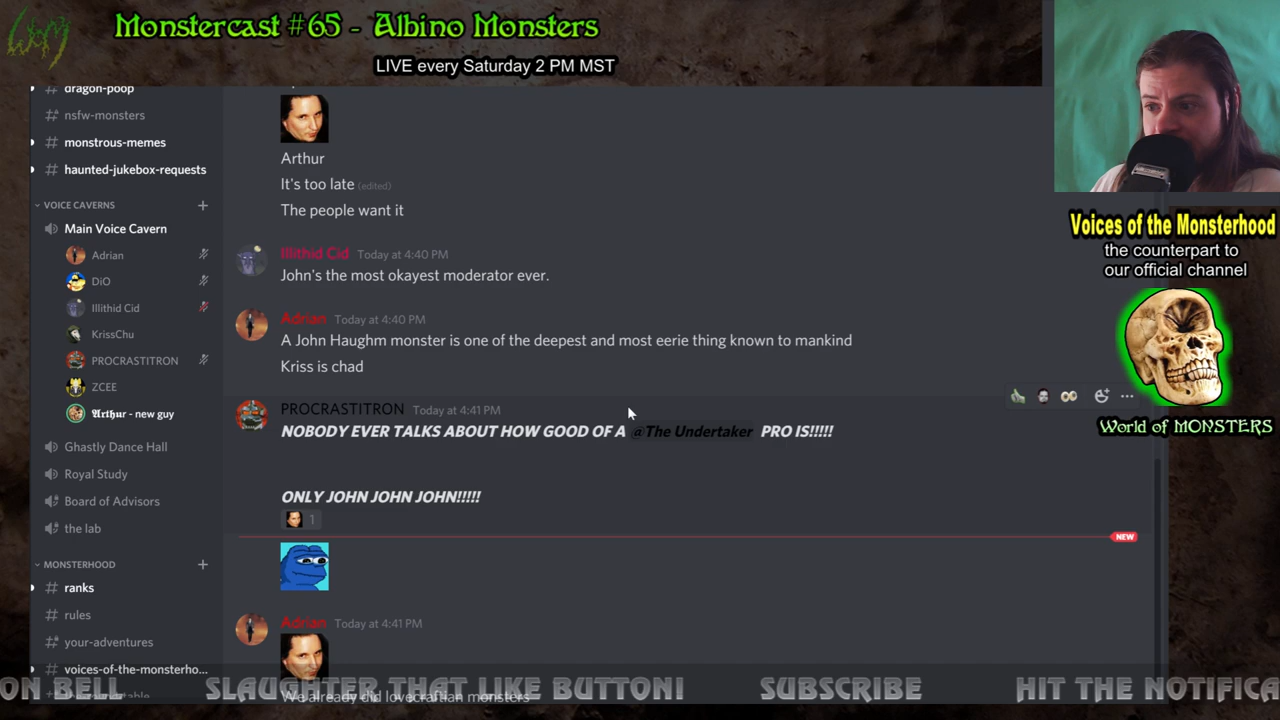 Monstercast #65 - Albino Monsters
LIVE every Saturday 2 PM MST
dragon-poop
nsfw-monsters
monstrous-memes
haunted-jukebox-requests
VOICE CAVERNS
Main Voice Cavern
Adrian
DiO
Illithid Cid
KrissChu
PROCRASTITRON
ZCEE
𝕬𝖗𝖙𝖍𝖚𝖗 - new guy
Ghastly Dance Hall
Royal Study
Board of Advisors
the lab
MONSTERHOOD
ranks
rules
your-adventures
voices-of-the-monsterho...
Arthur
It's too late (edited)
The people want it
Illithid Cid Today at 4:40 PM
John's the most okayest moderator ever.
Adrian Today at 4:40 PM
A John Haughm monster is one of the deepest and most eerie thing known to mankind
Kriss is chad
PROCRASTITRON Today at 4:41 PM
NOBODY EVER TALKS ABOUT HOW GOOD OF A @The Undertaker PRO IS!!!!!
ONLY JOHN JOHN JOHN!!!!!
1
NEW
Adrian Today at 4:41 PM
We already did lovecraftian monsters
Voices of the Monsterhood
the counterpart to
our official channel
World of MONSTERS
ON BELL SLAUGHTER THAT LIKE BUTTON! SUBSCRIBE HIT THE NOTIFICA